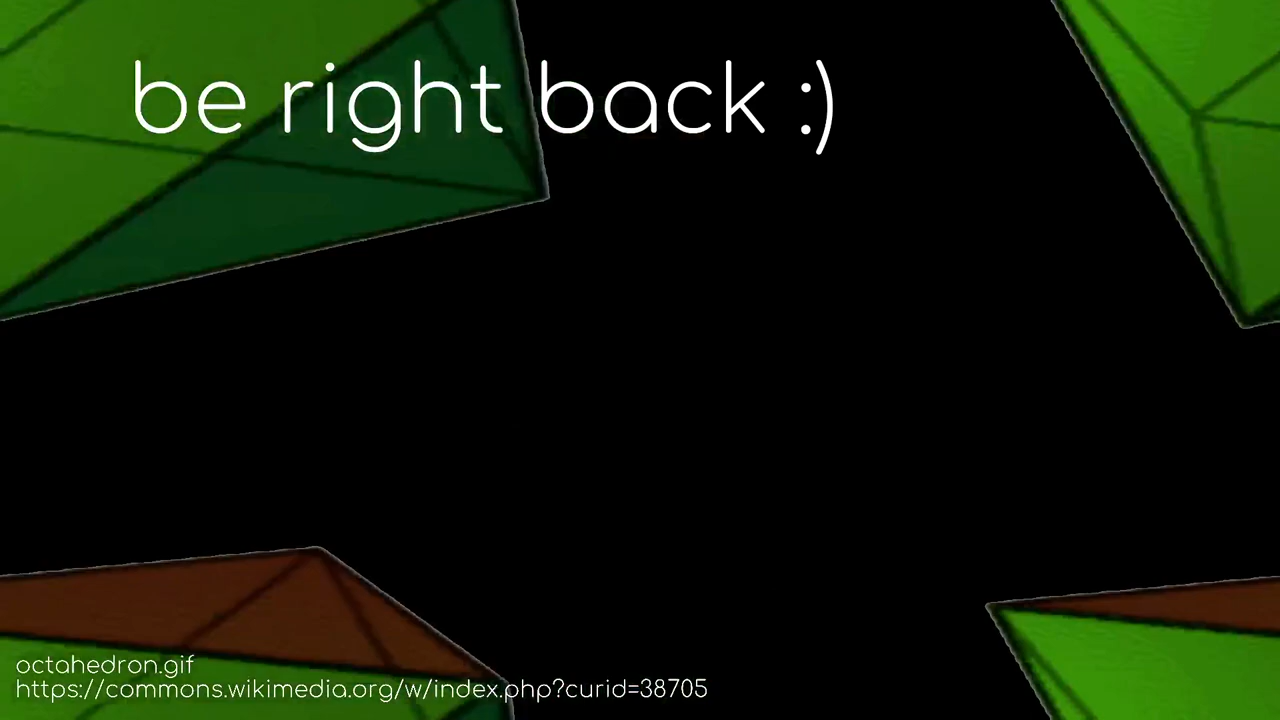 be right back :)
octahedron.gif
https://commons.wikimedia.org/w/index.php?curid=38705